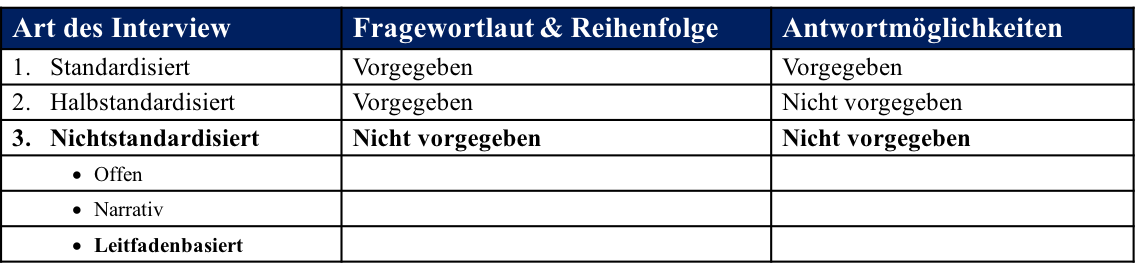 Art des Interview Fragewortlaut & Reihenfolge Antwortmöglichkeiten
1. Standardisiert Vorgegeben Vorgegeben
2. Halbstandardisiert Vorgegeben Nicht vorgegeben
3. Nichtstandardisiert Nicht vorgegeben Nicht vorgegeben
• Offen
• Narrativ
• Leitfadenbasiert